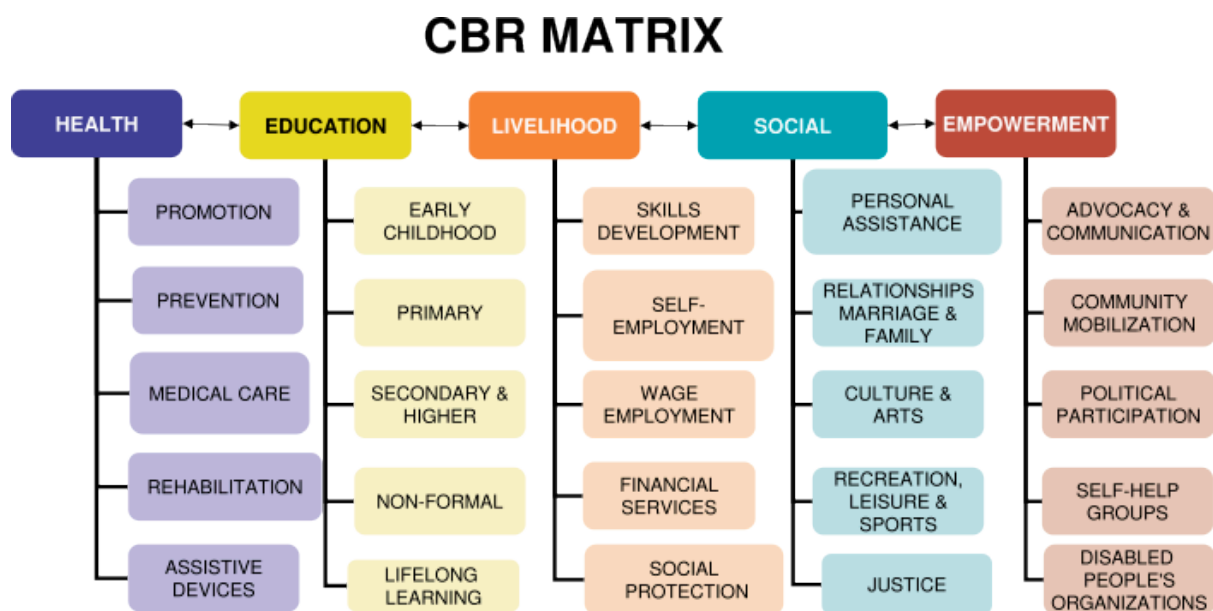 CBR MATRIX
HEALTH
EDUCATION
LIVELIHOOD
SOCIAL
EMPOWERMENT
PROMOTION
PREVENTION
MEDICAL CARE
REHABILITATION
ASSISTIVE
DEVICES
EARLY
CHILDHOOD
PRIMARY
SECONDARY &
HIGHER
NON-FORMAL
LIFELONG
LEARNING
SKILLS
DEVELOPMENT
SELF-
EMPLOYMENT
WAGE
EMPLOYMENT
FINANCIAL
SERVICES
SOCIAL
PROTECTION
PERSONAL
ASSISTANCE
RELATIONSHIPS
MARRIAGE &
FAMILY
CULTURE &
ARTS
RECREATION,
LEISURE &
SPORTS
JUSTICE
ADVOCACY &
COMMUNICATION
COMMUNITY
MOBILIZATION
POLITICAL
PARTICIPATION
SELF-HELP
GROUPS
DISABLED
PEOPLE'S
ORGANIZATIONS